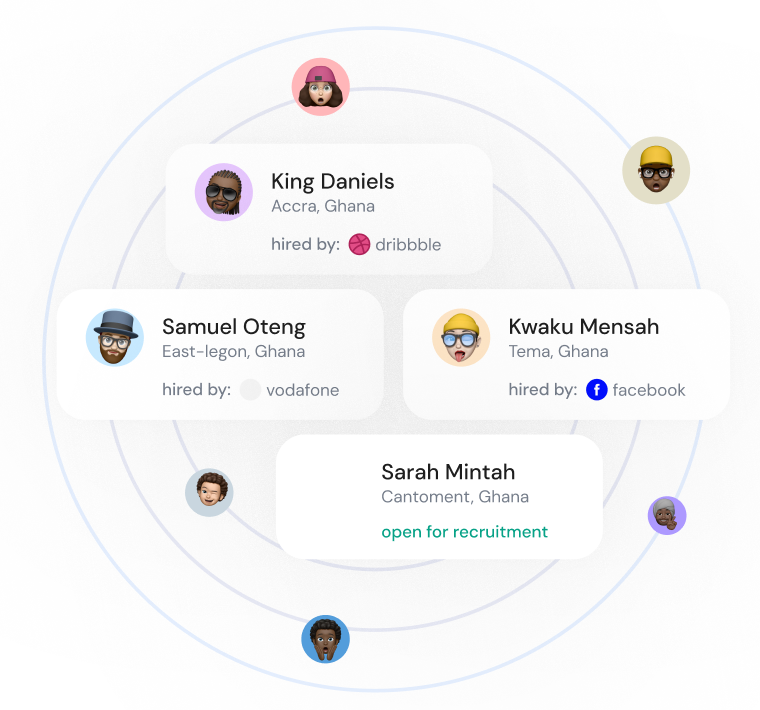 King Daniels
Accra, Ghana
hired by: dribbble
Samuel Oteng
East-legon, Ghana
hired by: vodafone
Kwaku Mensah
Tema, Ghana
hired by: facebook
Sarah Mintah
Cantoment, Ghana
open for recruitment